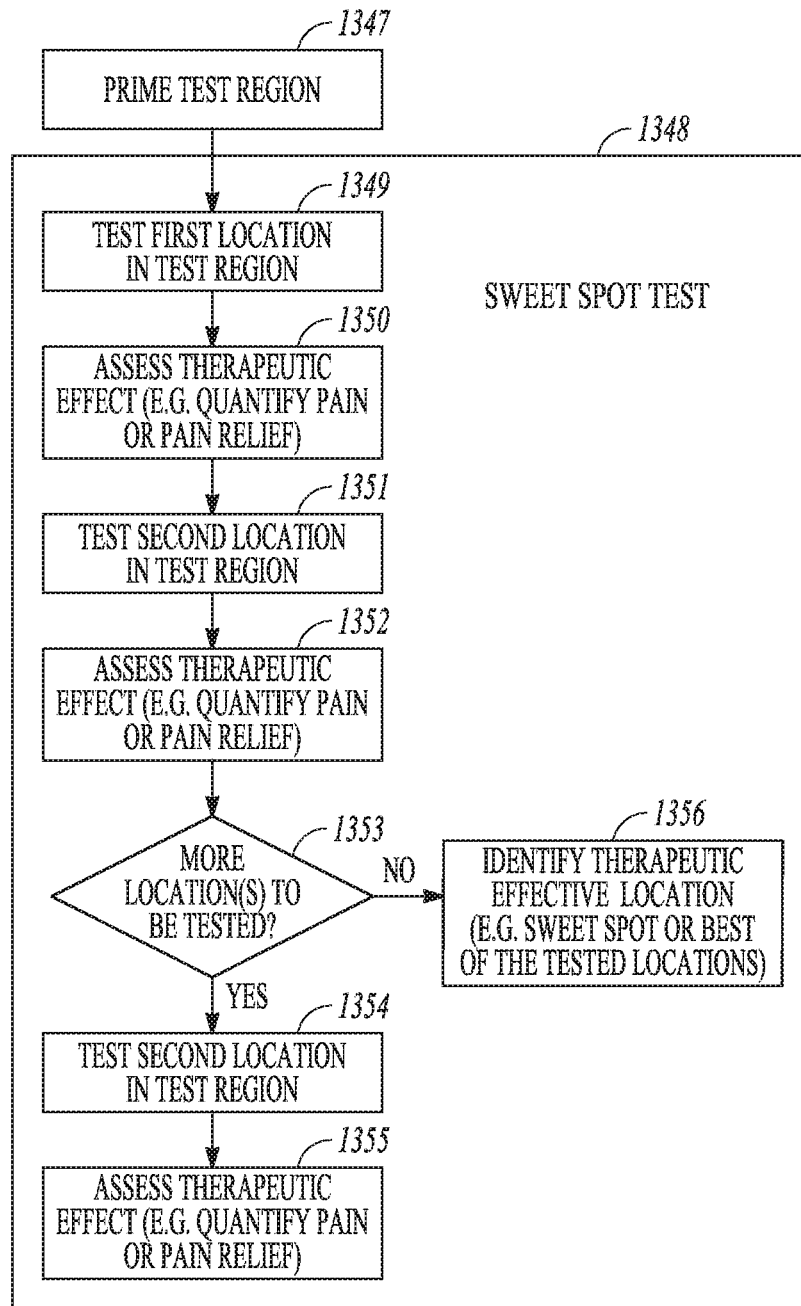 1347
PRIME TEST REGION
1348
1349
TEST FIRST LOCATION
IN TEST REGION
SWEET SPOT TEST
1350
ASSESS THERAPEUTIC
EFFECT (E.G. QUANTIFY PAIN
OR PAIN RELIEF)
1351
TEST SECOND LOCATION
IN TEST REGION
1352
ASSESS THERAPEUTIC
EFFECT (E.G. QUANTIFY PAIN
OR PAIN RELIEF)
1353
MORE
LOCATION(S) TO
BE TESTED?
NO
1356
IDENTIFY THERAPEUTIC
EFFECTIVE LOCATION
(E.G. SWEET SPOT OR BEST
OF THE TESTED LOCATIONS)
YES
1354
TEST SECOND LOCATION
IN TEST REGION
1355
ASSESS THERAPEUTIC
EFFECT (E.G. QUANTIFY PAIN
OR PAIN RELIEF)